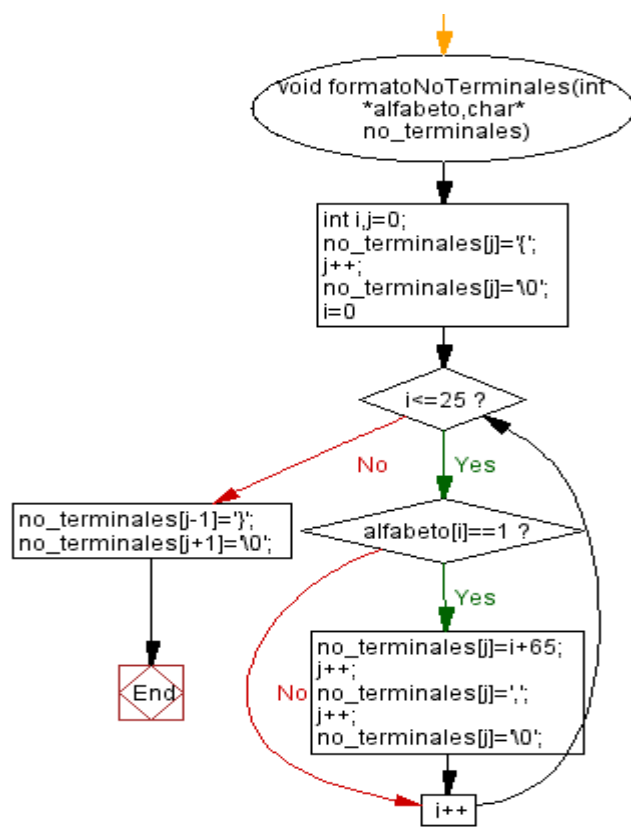 void formatoNoTerminales(int
*alfabeto,char*
no_terminales)
int i,j=0;
no_terminales[j]='{';
j++;
no_terminales[j]='\0';
i=0
i<=25 ?
No
Yes
no_terminales[j-1]='}';
no_terminales[j+1]='\0';
alfabeto[i]==1 ?
Yes
End
No
no_terminales[j]=i+65;
j++;
no_terminales[j]=',';
j++;
no_terminales[j]='\0';
i++